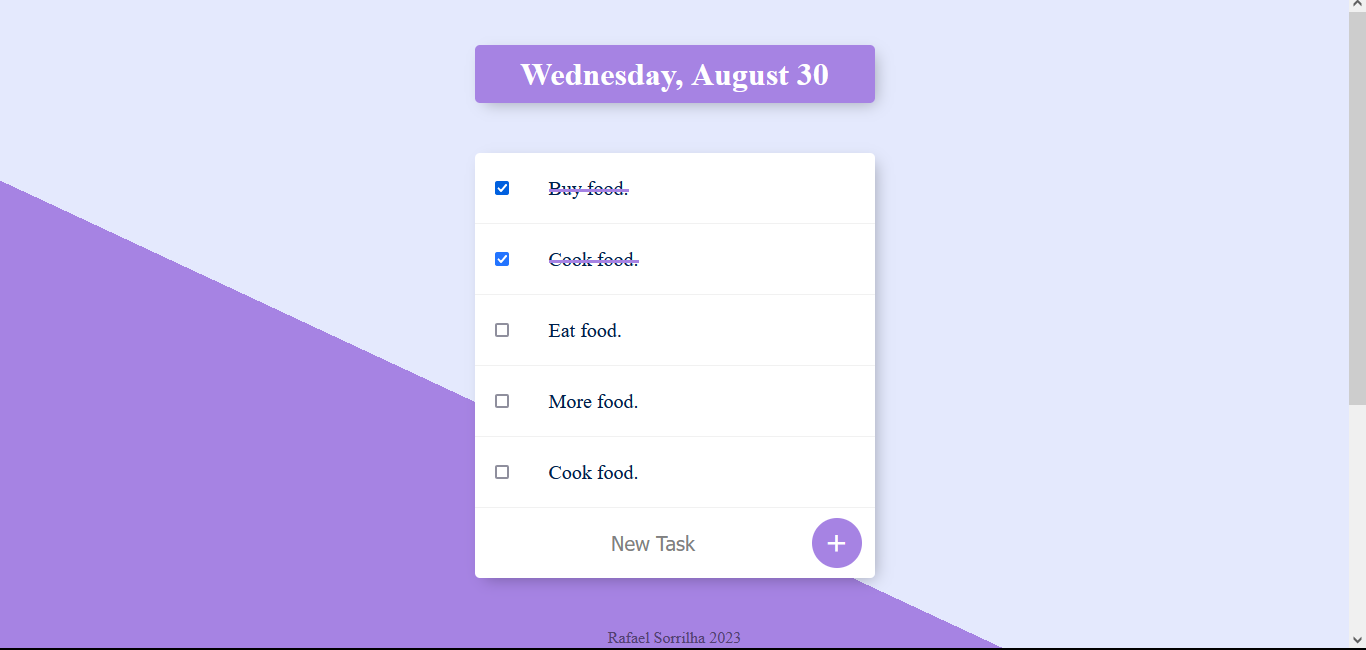 Wednesday, August 30
Buy food.
Cook food.
Eat food.
More food.
Cook food.
New Task
Rafael Sorrilha 2023